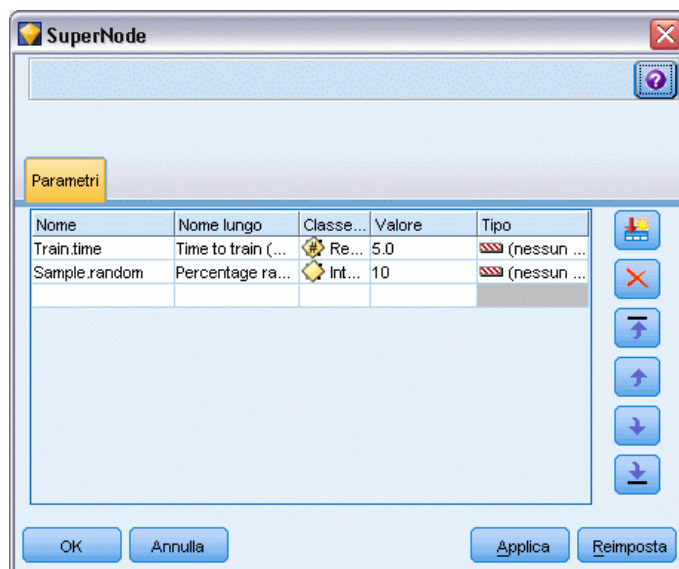 SuperNode
Parametri
Nome Nome lungo Classe... Valore Tipo
Train.time Time to train (... Re... 5.0 (nessun ...
Sample.random Percentage ra... Int... 10 (nessun ...
OK Annulla Applica Reimposta